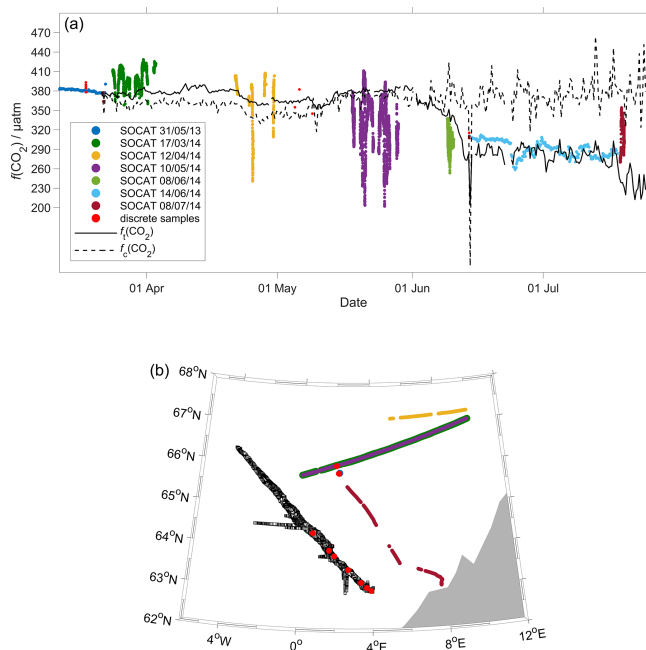 (a)
470
440
410
380
350
320
290
260
230
200
f(CO2) / µatm
SOCAT 31/05/13
SOCAT 17/03/14
SOCAT 12/04/14
SOCAT 10/05/14
SOCAT 08/06/14
SOCAT 14/06/14
SOCAT 08/07/14
discrete samples
ft(CO2)
fc(CO2)
01 Apr 01 May 01 Jun 01 Jul
Date
(b)
68oN
67oN
66oN
65oN
64oN
63oN
62oN
4oW 0o 4oE 8oE 12oE